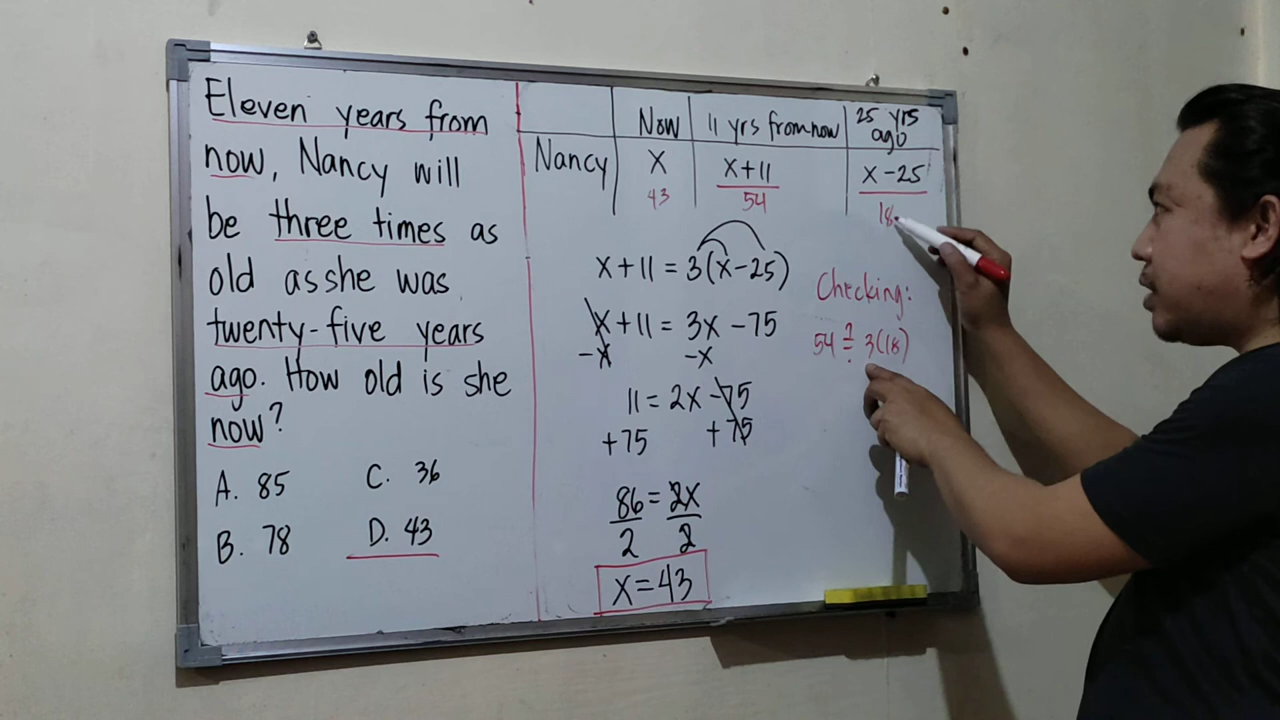 Eleven years from
now, Nancy will
be three times as
old as she was
twenty-five years
ago. How old is she
now?
A. 85
C. 36
B. 78
D. 43
Now
11 yrs from now
25 yrs
ago
Nancy
x
x+11
x-25
43
54
18
x+11 = 3(x-25)
x+11 = 3x-75
-x -x
11 = 2x-75
+75 +75
86 = 2x
2 2
x=43
Checking:
54 ≟ 3(18)